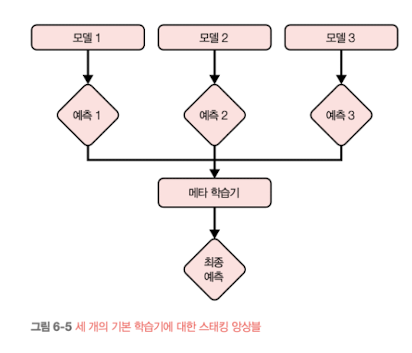 모델 1
모델 2
모델 3
예측 1
예측 2
예측 3
메타 학습기
최종
예측
그림 6-5 세 개의 기본 학습기에 대한 스태킹 앙상블